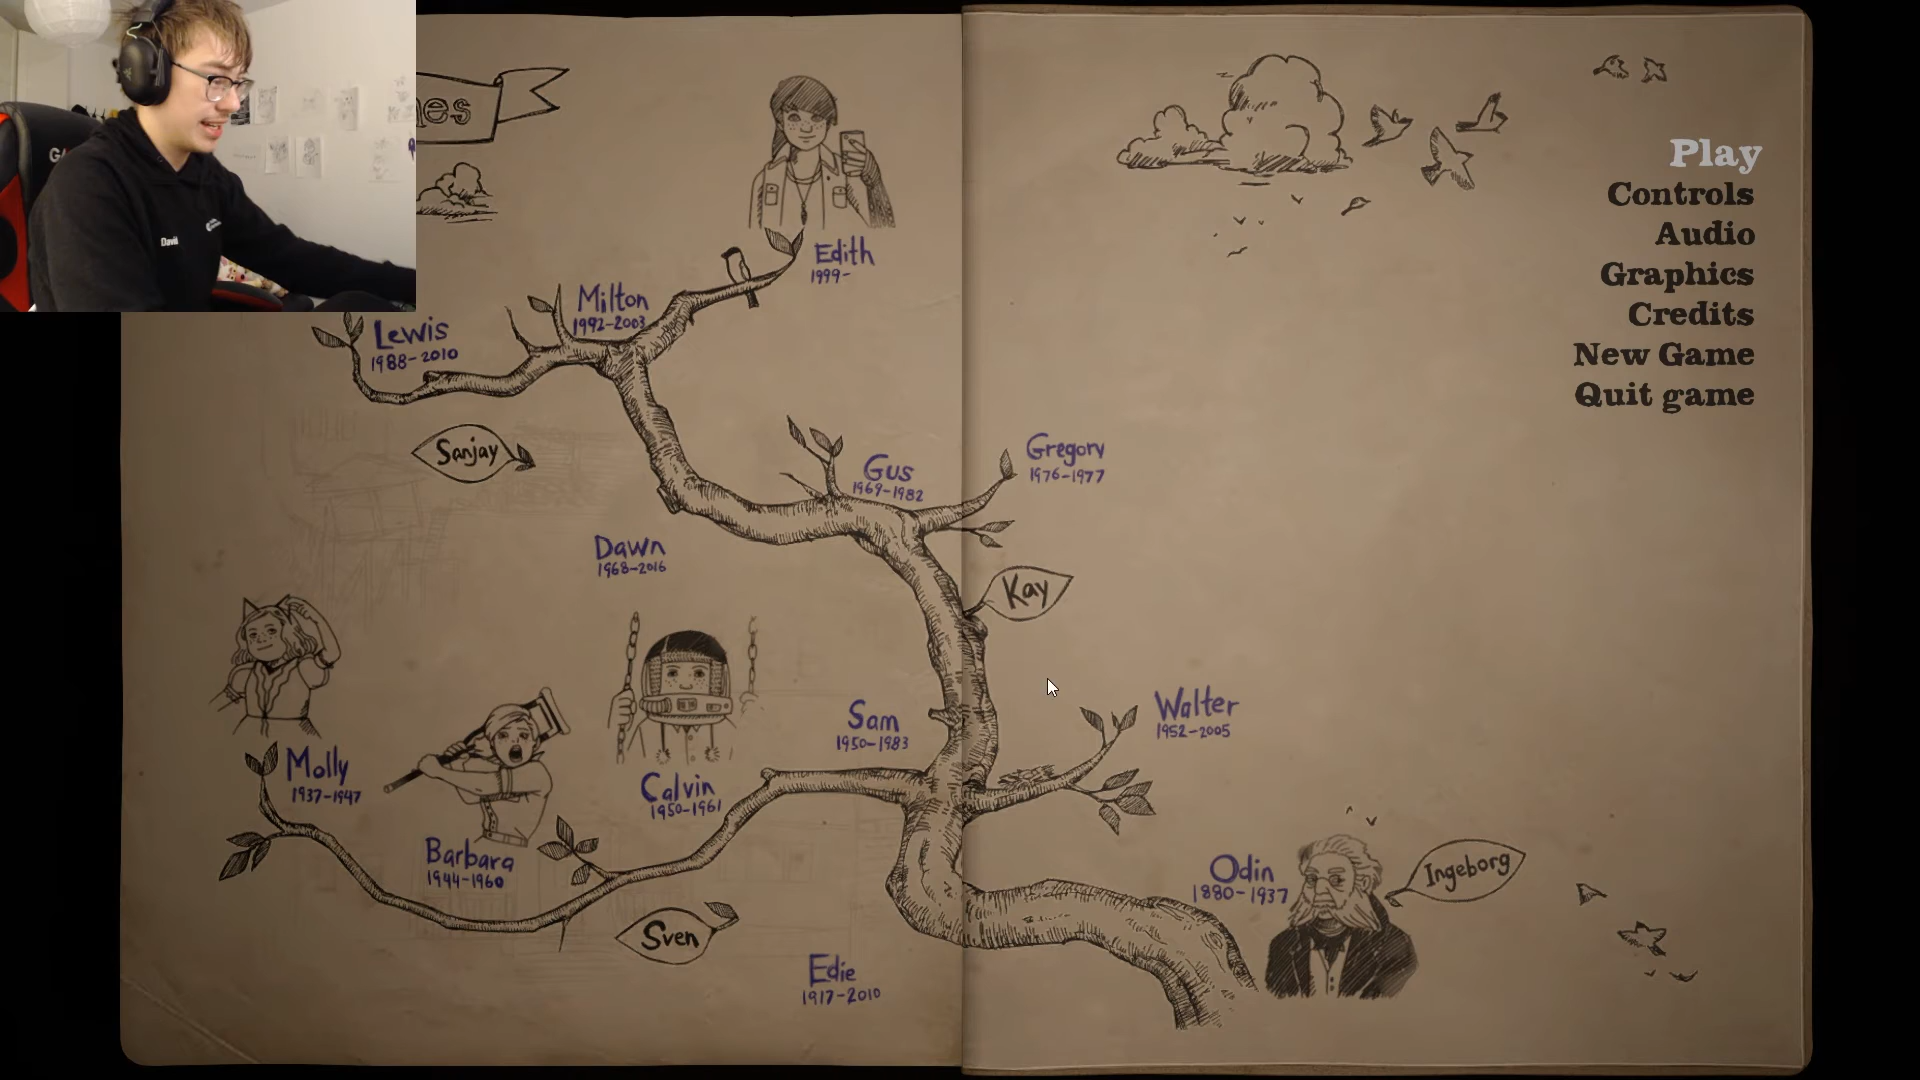 nes
Edith
1999-
Play
Controls
Audio
Graphics
Credits
New Game
Quit game
Milton
1992-2003
Lewis
1988-2010
Sanjay
Gus
1969-1982
Gregory
1976-1977
Dawn
1968-2016
Kay
Sam
1950-1983
Walter
1952-2005
Molly
1937-1947
Calvin
1950-1961
Barbara
1944-1960
Odin
1880-1937
Ingeborg
Sven
Edie
1917-2010
David